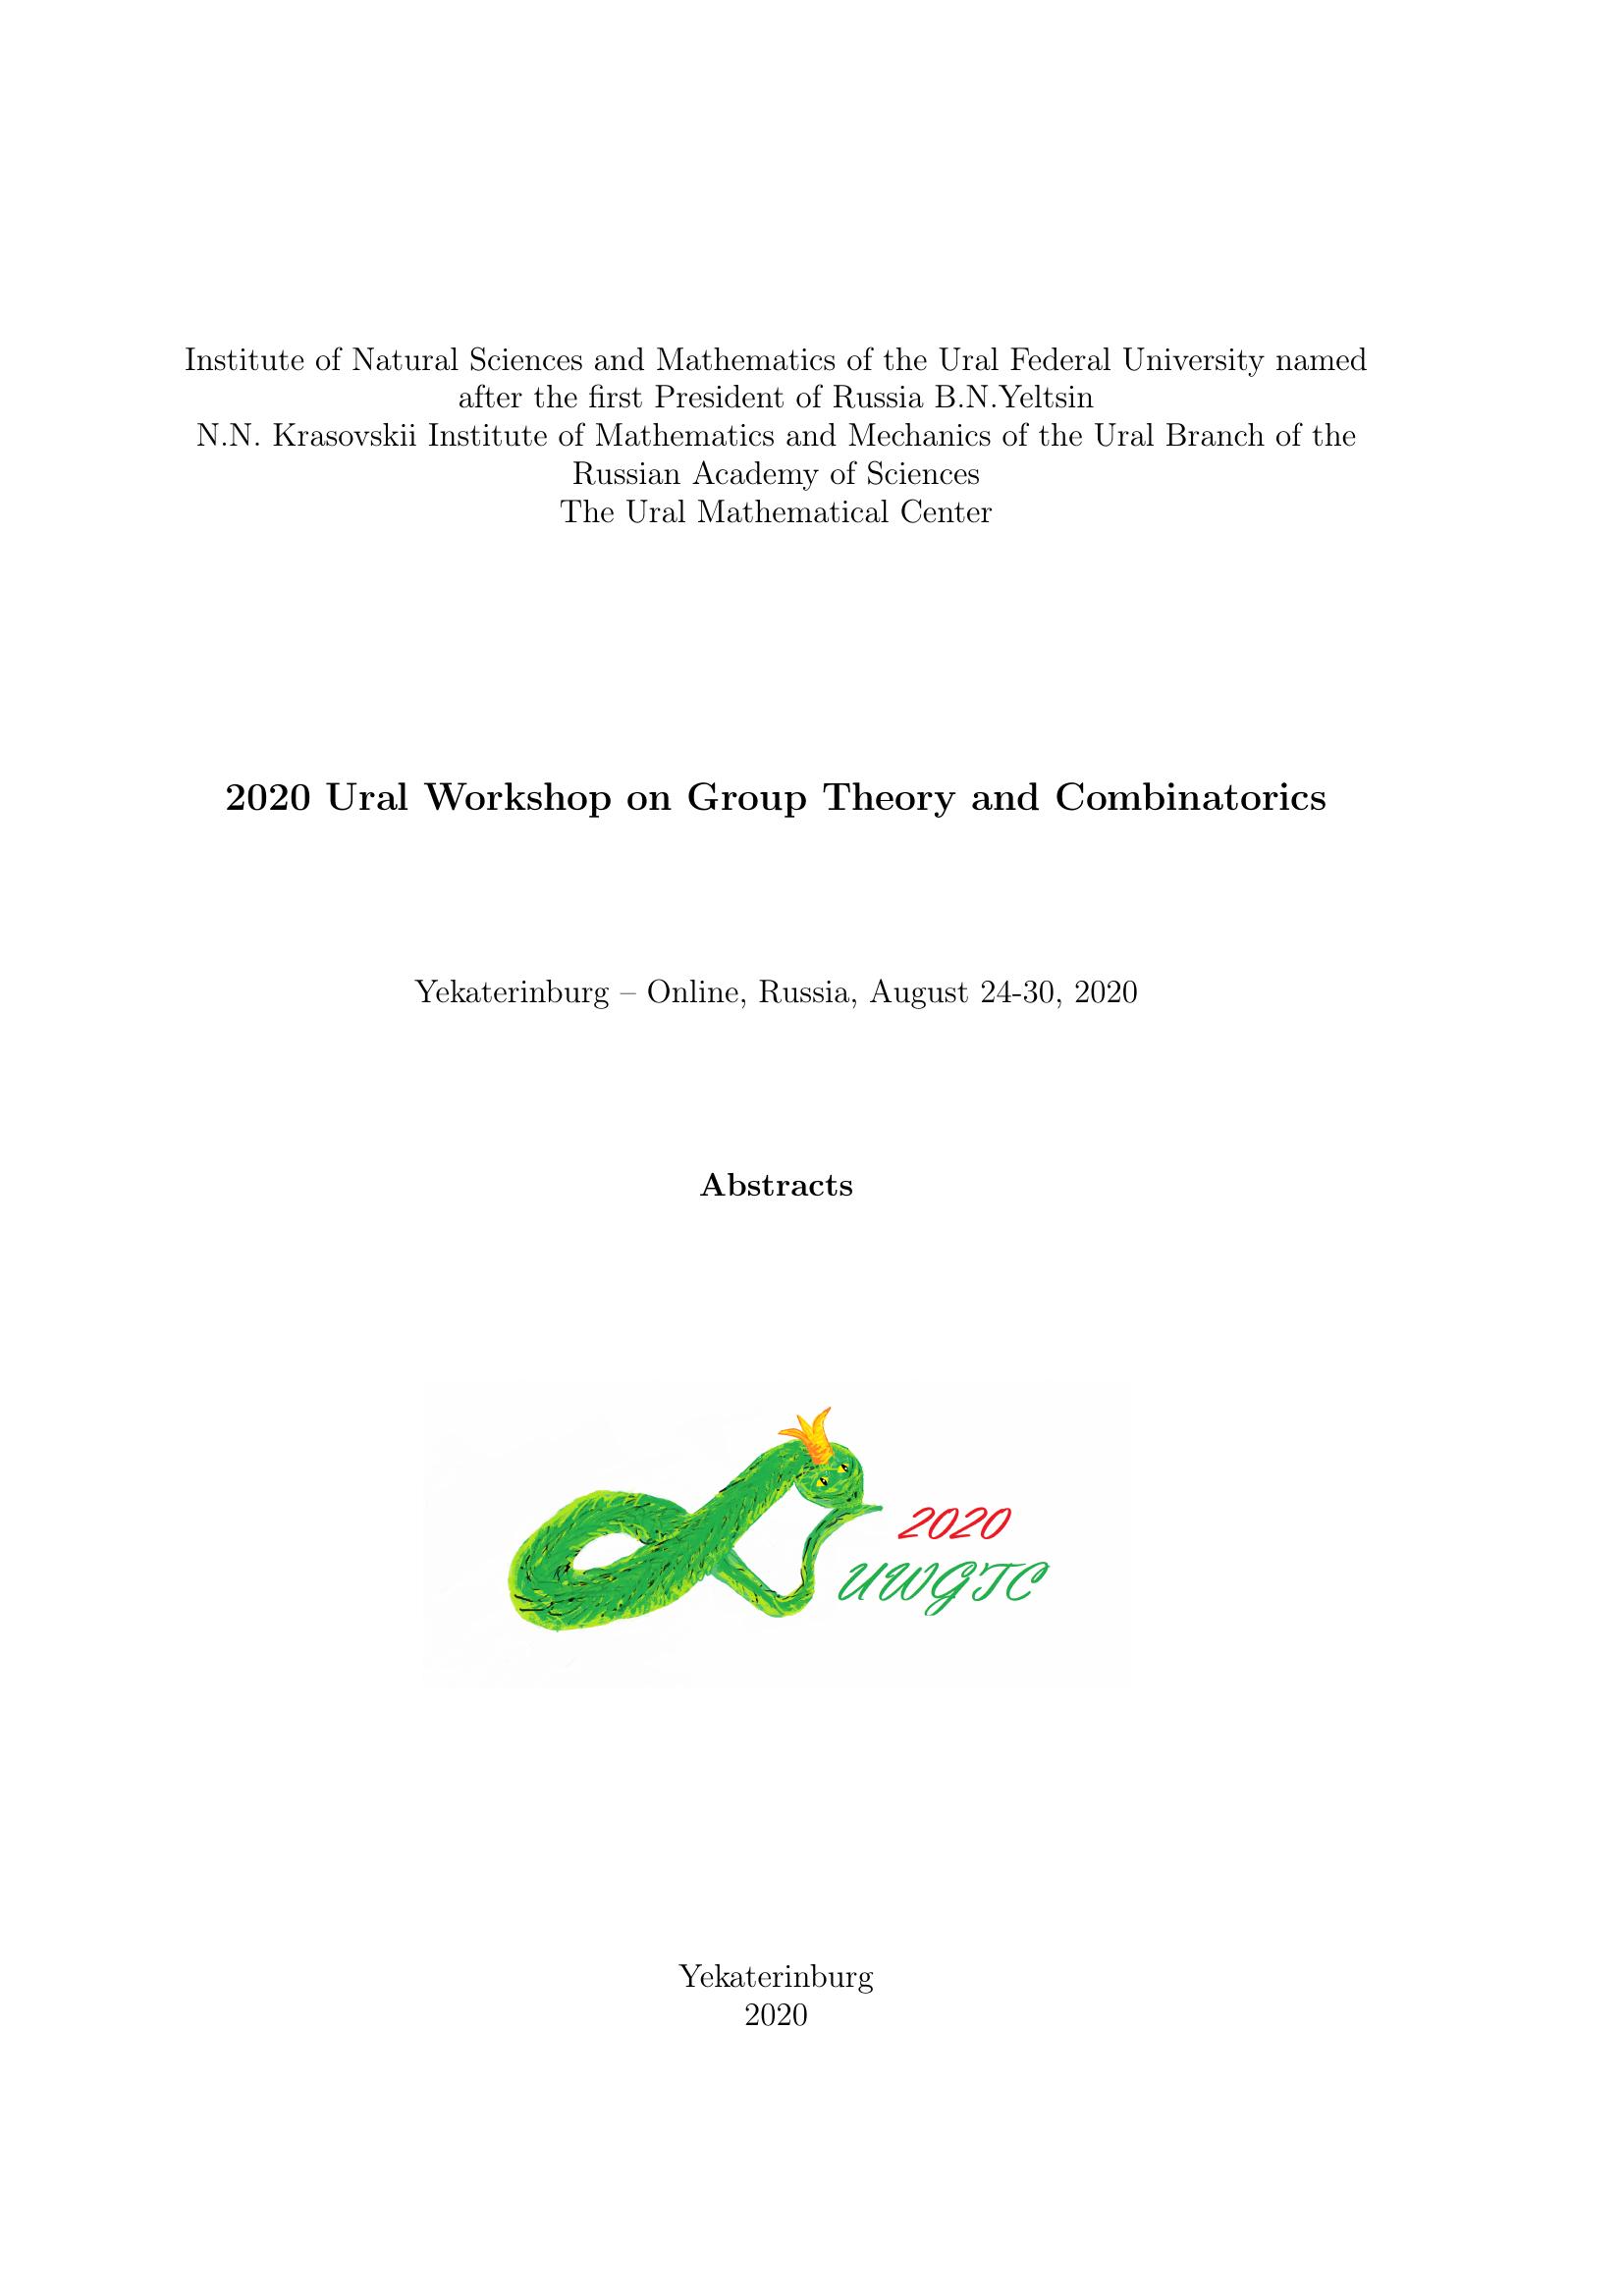 Institute of Natural Sciences and Mathematics of the Ural Federal University named
after the first President of Russia B.N.Yeltsin
N.N. Krasovskii Institute of Mathematics and Mechanics of the Ural Branch of the
Russian Academy of Sciences
The Ural Mathematical Center
2020 Ural Workshop on Group Theory and Combinatorics
Yekaterinburg – Online, Russia, August 24-30, 2020
Abstracts
2020
UWGTC
Yekaterinburg
2020